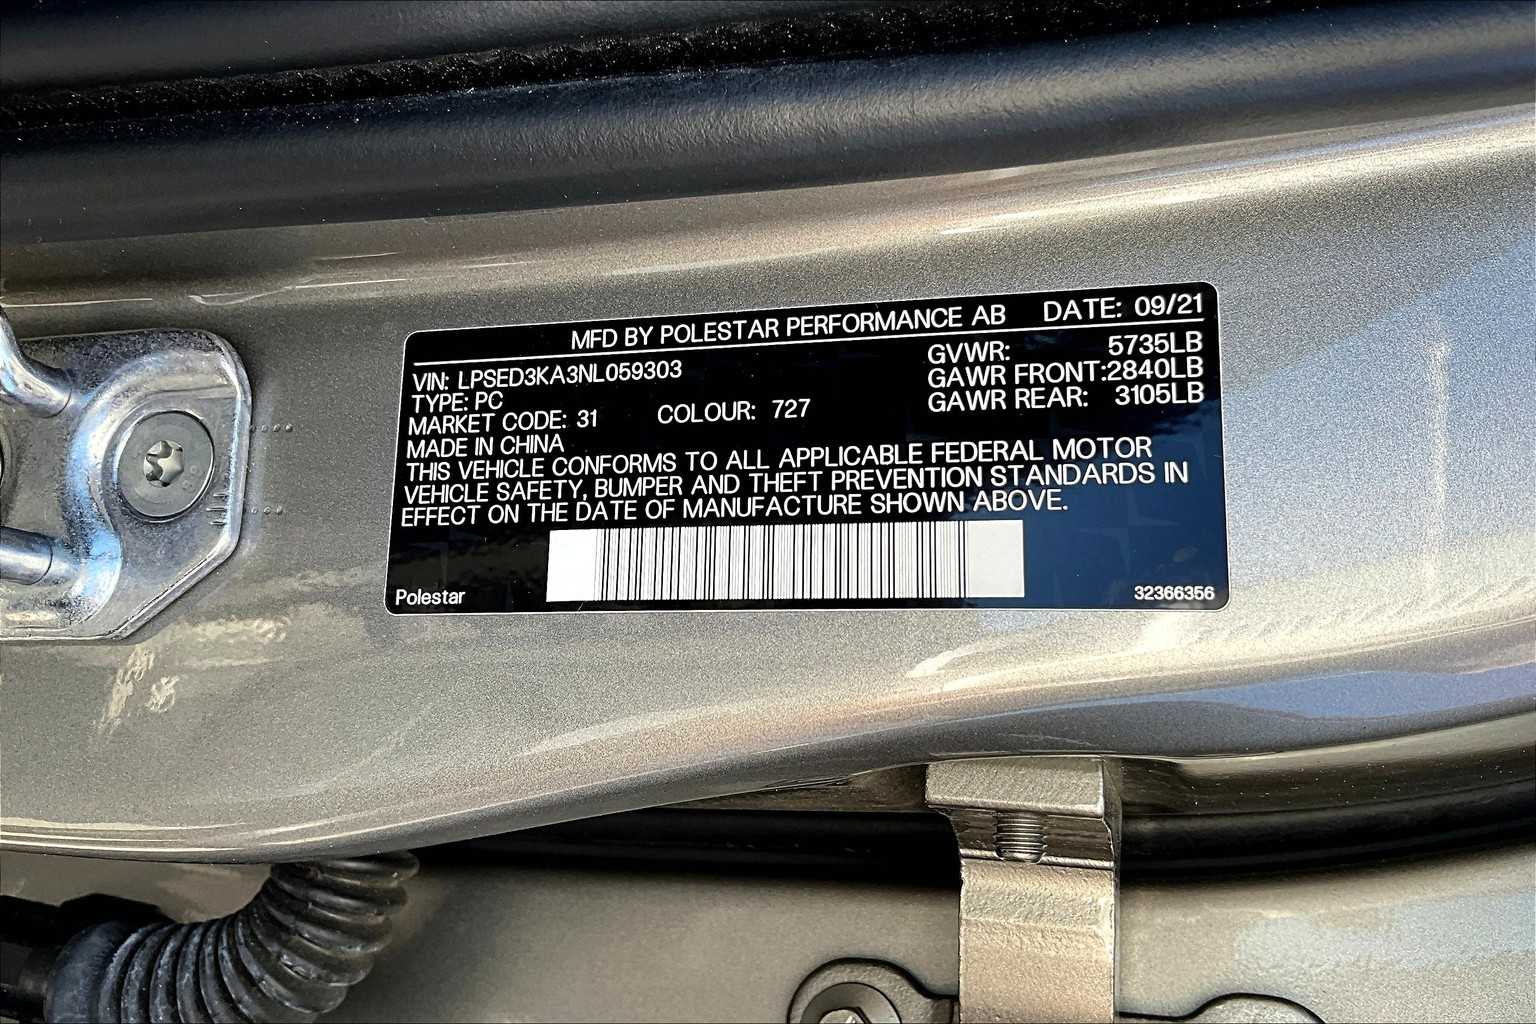 MFD BY POLESTAR PERFORMANCE AB DATE: 09/21
VIN: LPSED3KA3NL059303 GVWR: 5735LB
TYPE: PC GAWR FRONT:2840LB
MARKET CODE: 31 COLOUR: 727 GAWR REAR: 3105LB
MADE IN CHINA
THIS VEHICLE CONFORMS TO ALL APPLICABLE FEDERAL MOTOR
VEHICLE SAFETY, BUMPER AND THEFT PREVENTION STANDARDS IN
EFFECT ON THE DATE OF MANUFACTURE SHOWN ABOVE.
Polestar 32366356